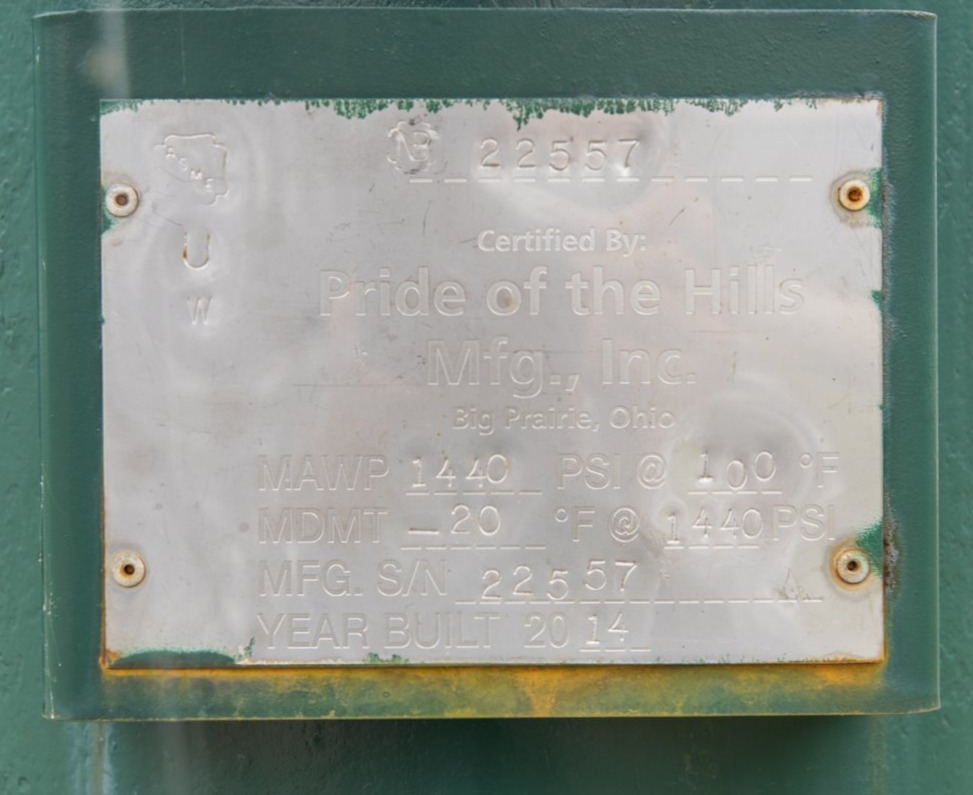 ASME
NB 22557
U
W
Certified By:
Pride of the Hills
Mfg., Inc.
Big Prairie, Ohio
MAWP 1440 PSI @ 100 °F
MDMT -20 °F @ 1440 PSI
MFG. S/N 22557
YEAR BUILT 2014